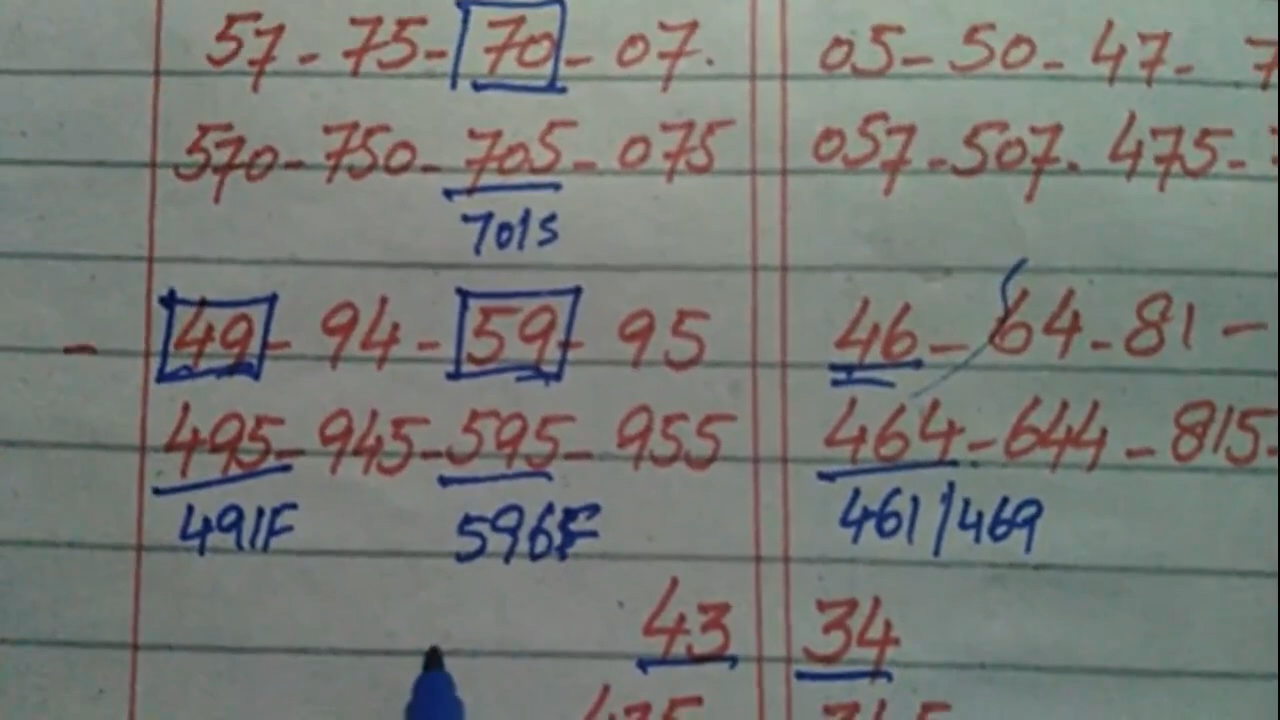 57 - 75 - 70 - 07. 05 - 50 - 47 -
570 - 750 - 705 - 075 057 - 507. 475 -
701S
- 49 - 94 - 59 - 95 46 - 64 - 81 -
495 - 945 - 595 - 955 464 - 644 - 815 -
491F 596F 461/469
43 34